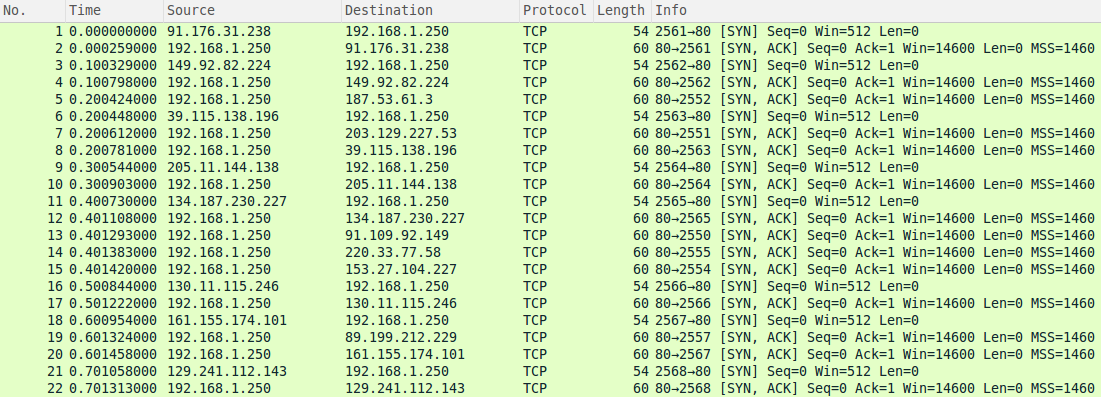 No. Time Source Destination Protocol Length Info
1 0.000000000 91.176.31.238 192.168.1.250 TCP 54 2561→80 [SYN] Seq=0 Win=512 Len=0
2 0.000259000 192.168.1.250 91.176.31.238 TCP 60 80→2561 [SYN, ACK] Seq=0 Ack=1 Win=14600 Len=0 MSS=1460
3 0.100329000 149.92.82.224 192.168.1.250 TCP 54 2562→80 [SYN] Seq=0 Win=512 Len=0
4 0.100798000 192.168.1.250 149.92.82.224 TCP 60 80→2562 [SYN, ACK] Seq=0 Ack=1 Win=14600 Len=0 MSS=1460
5 0.200424000 192.168.1.250 187.53.61.3 TCP 60 80→2552 [SYN, ACK] Seq=0 Ack=1 Win=14600 Len=0 MSS=1460
6 0.200448000 39.115.138.196 192.168.1.250 TCP 54 2563→80 [SYN] Seq=0 Win=512 Len=0
7 0.200612000 192.168.1.250 203.129.227.53 TCP 60 80→2551 [SYN, ACK] Seq=0 Ack=1 Win=14600 Len=0 MSS=1460
8 0.200781000 192.168.1.250 39.115.138.196 TCP 60 80→2563 [SYN, ACK] Seq=0 Ack=1 Win=14600 Len=0 MSS=1460
9 0.300544000 205.11.144.138 192.168.1.250 TCP 54 2564→80 [SYN] Seq=0 Win=512 Len=0
10 0.300903000 192.168.1.250 205.11.144.138 TCP 60 80→2564 [SYN, ACK] Seq=0 Ack=1 Win=14600 Len=0 MSS=1460
11 0.400730000 134.187.230.227 192.168.1.250 TCP 54 2565→80 [SYN] Seq=0 Win=512 Len=0
12 0.401108000 192.168.1.250 134.187.230.227 TCP 60 80→2565 [SYN, ACK] Seq=0 Ack=1 Win=14600 Len=0 MSS=1460
13 0.401293000 192.168.1.250 91.109.92.149 TCP 60 80→2550 [SYN, ACK] Seq=0 Ack=1 Win=14600 Len=0 MSS=1460
14 0.401383000 192.168.1.250 220.33.77.58 TCP 60 80→2555 [SYN, ACK] Seq=0 Ack=1 Win=14600 Len=0 MSS=1460
15 0.401420000 192.168.1.250 153.27.104.227 TCP 60 80→2554 [SYN, ACK] Seq=0 Ack=1 Win=14600 Len=0 MSS=1460
16 0.500844000 130.11.115.246 192.168.1.250 TCP 54 2566→80 [SYN] Seq=0 Win=512 Len=0
17 0.501222000 192.168.1.250 130.11.115.246 TCP 60 80→2566 [SYN, ACK] Seq=0 Ack=1 Win=14600 Len=0 MSS=1460
18 0.600954000 161.155.174.101 192.168.1.250 TCP 54 2567→80 [SYN] Seq=0 Win=512 Len=0
19 0.601324000 192.168.1.250 89.199.212.229 TCP 60 80→2557 [SYN, ACK] Seq=0 Ack=1 Win=14600 Len=0 MSS=1460
20 0.601458000 192.168.1.250 161.155.174.101 TCP 60 80→2567 [SYN, ACK] Seq=0 Ack=1 Win=14600 Len=0 MSS=1460
21 0.701058000 129.241.112.143 192.168.1.250 TCP 54 2568→80 [SYN] Seq=0 Win=512 Len=0
22 0.701313000 192.168.1.250 129.241.112.143 TCP 60 80→2568 [SYN, ACK] Seq=0 Ack=1 Win=14600 Len=0 MSS=1460